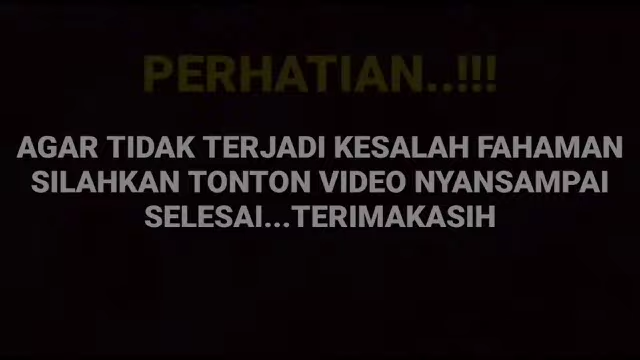 PERHATIAN..!!!
AGAR TIDAK TERJADI KESALAH FAHAMAN
SILAHKAN TONTON VIDEO NYANSAMPAI
SELESAI...TERIMAKASIH